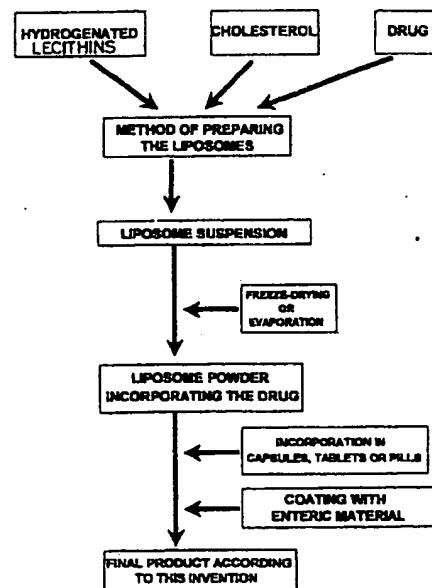 HYDROGENATED
LECITHINS
CHOLESTEROL
DRUG
METHOD OF PREPARING
THE LIPOSOMES
LIPOSOME SUSPENSION
FREEZE-DRYING
OR
EVAPORATION
LIPOSOME POWDER
INCORPORATING THE DRUG
INCORPORATION IN
CAPSULES, TABLETS OR PILLS
COATING WITH
ENTERIC MATERIAL
FINAL PRODUCT ACCORDING
TO THIS INVENTION